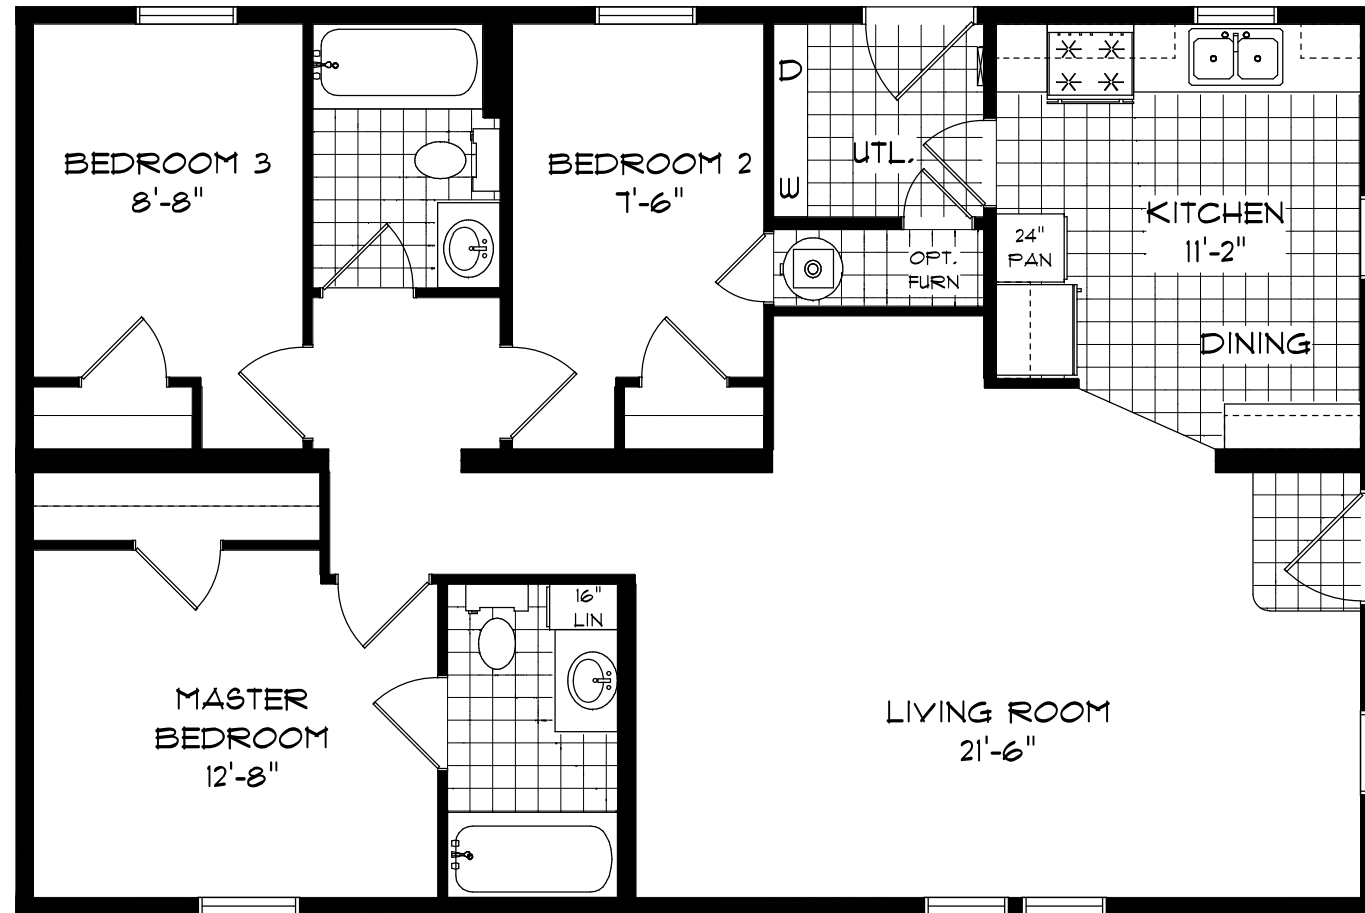 BEDROOM 3
8'-8"
BEDROOM 2
7'-6"
D
W
UTL.
OPT.
FURN
24"
PAN
KITCHEN
11'-2"
DINING
16"
LIN
MASTER
BEDROOM
12'-8"
LIVING ROOM
21'-6"